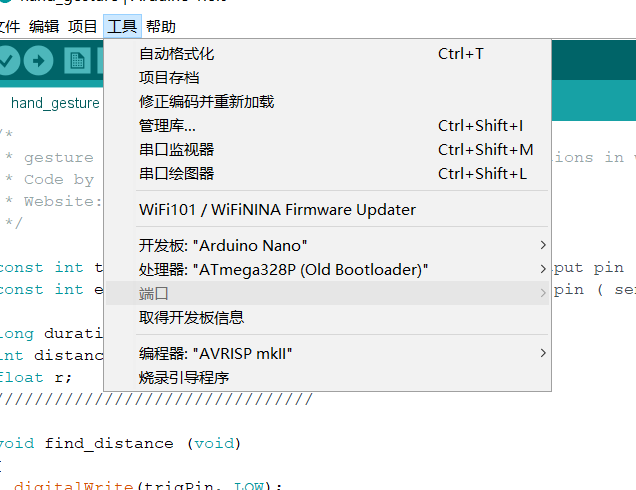 hand_gesture | Arduino
文件 编辑 项目 工具 帮助
自动格式化 Ctrl+T
项目存档
修正编码并重新加载
管理库... Ctrl+Shift+I
串口监视器 Ctrl+Shift+M
串口绘图器 Ctrl+Shift+L
WiFi101 / WiFiNINA Firmware Updater
开发板: "Arduino Nano"
处理器: "ATmega328P (Old Bootloader)"
端口
取得开发板信息
编程器: "AVRISP mkII"
烧录引导程序
hand_gesture
/*
* gesture ions in
* Code by
* Website:
*/
const int t put pin
const int e pin ( se
long durati
int distanc
float r;
////////////////////////////////
void find_distance (void)
{
digitalWrite(trigPin, LOW);